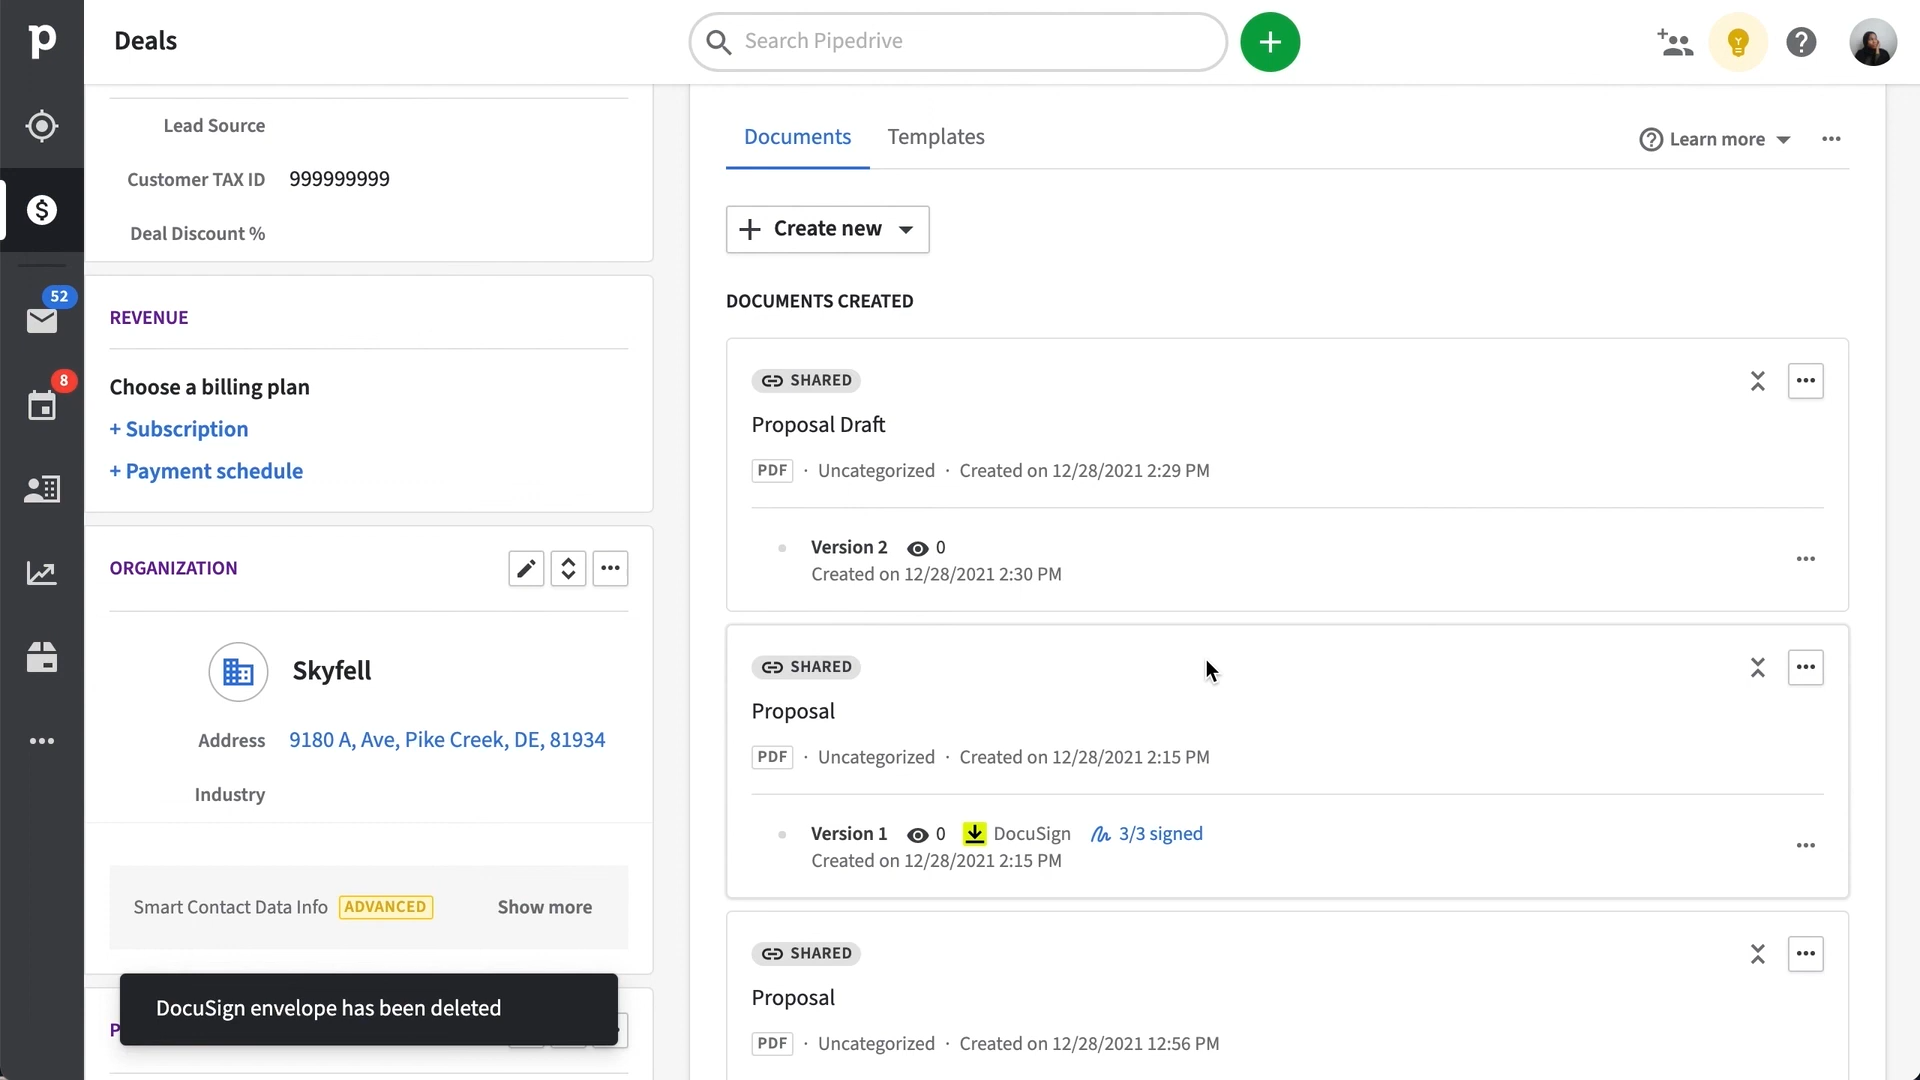 Deals
Search Pipedrive
52
8
Lead Source
Customer TAX ID 999999999
Deal Discount %
REVENUE
Choose a billing plan
+ Subscription
+ Payment schedule
ORGANIZATION
Skyfell
Address 9180 A, Ave, Pike Creek, DE, 81934
Industry
Smart Contact Data Info ADVANCED Show more
P
DocuSign envelope has been deleted
Documents Templates
Learn more
Create new
DOCUMENTS CREATED
SHARED
Proposal Draft
PDF · Uncategorized · Created on 12/28/2021 2:29 PM
Version 2 0
Created on 12/28/2021 2:30 PM
SHARED
Proposal
PDF · Uncategorized · Created on 12/28/2021 2:15 PM
Version 1 0 DocuSign 3/3 signed
Created on 12/28/2021 2:15 PM
SHARED
Proposal
PDF · Uncategorized · Created on 12/28/2021 12:56 PM